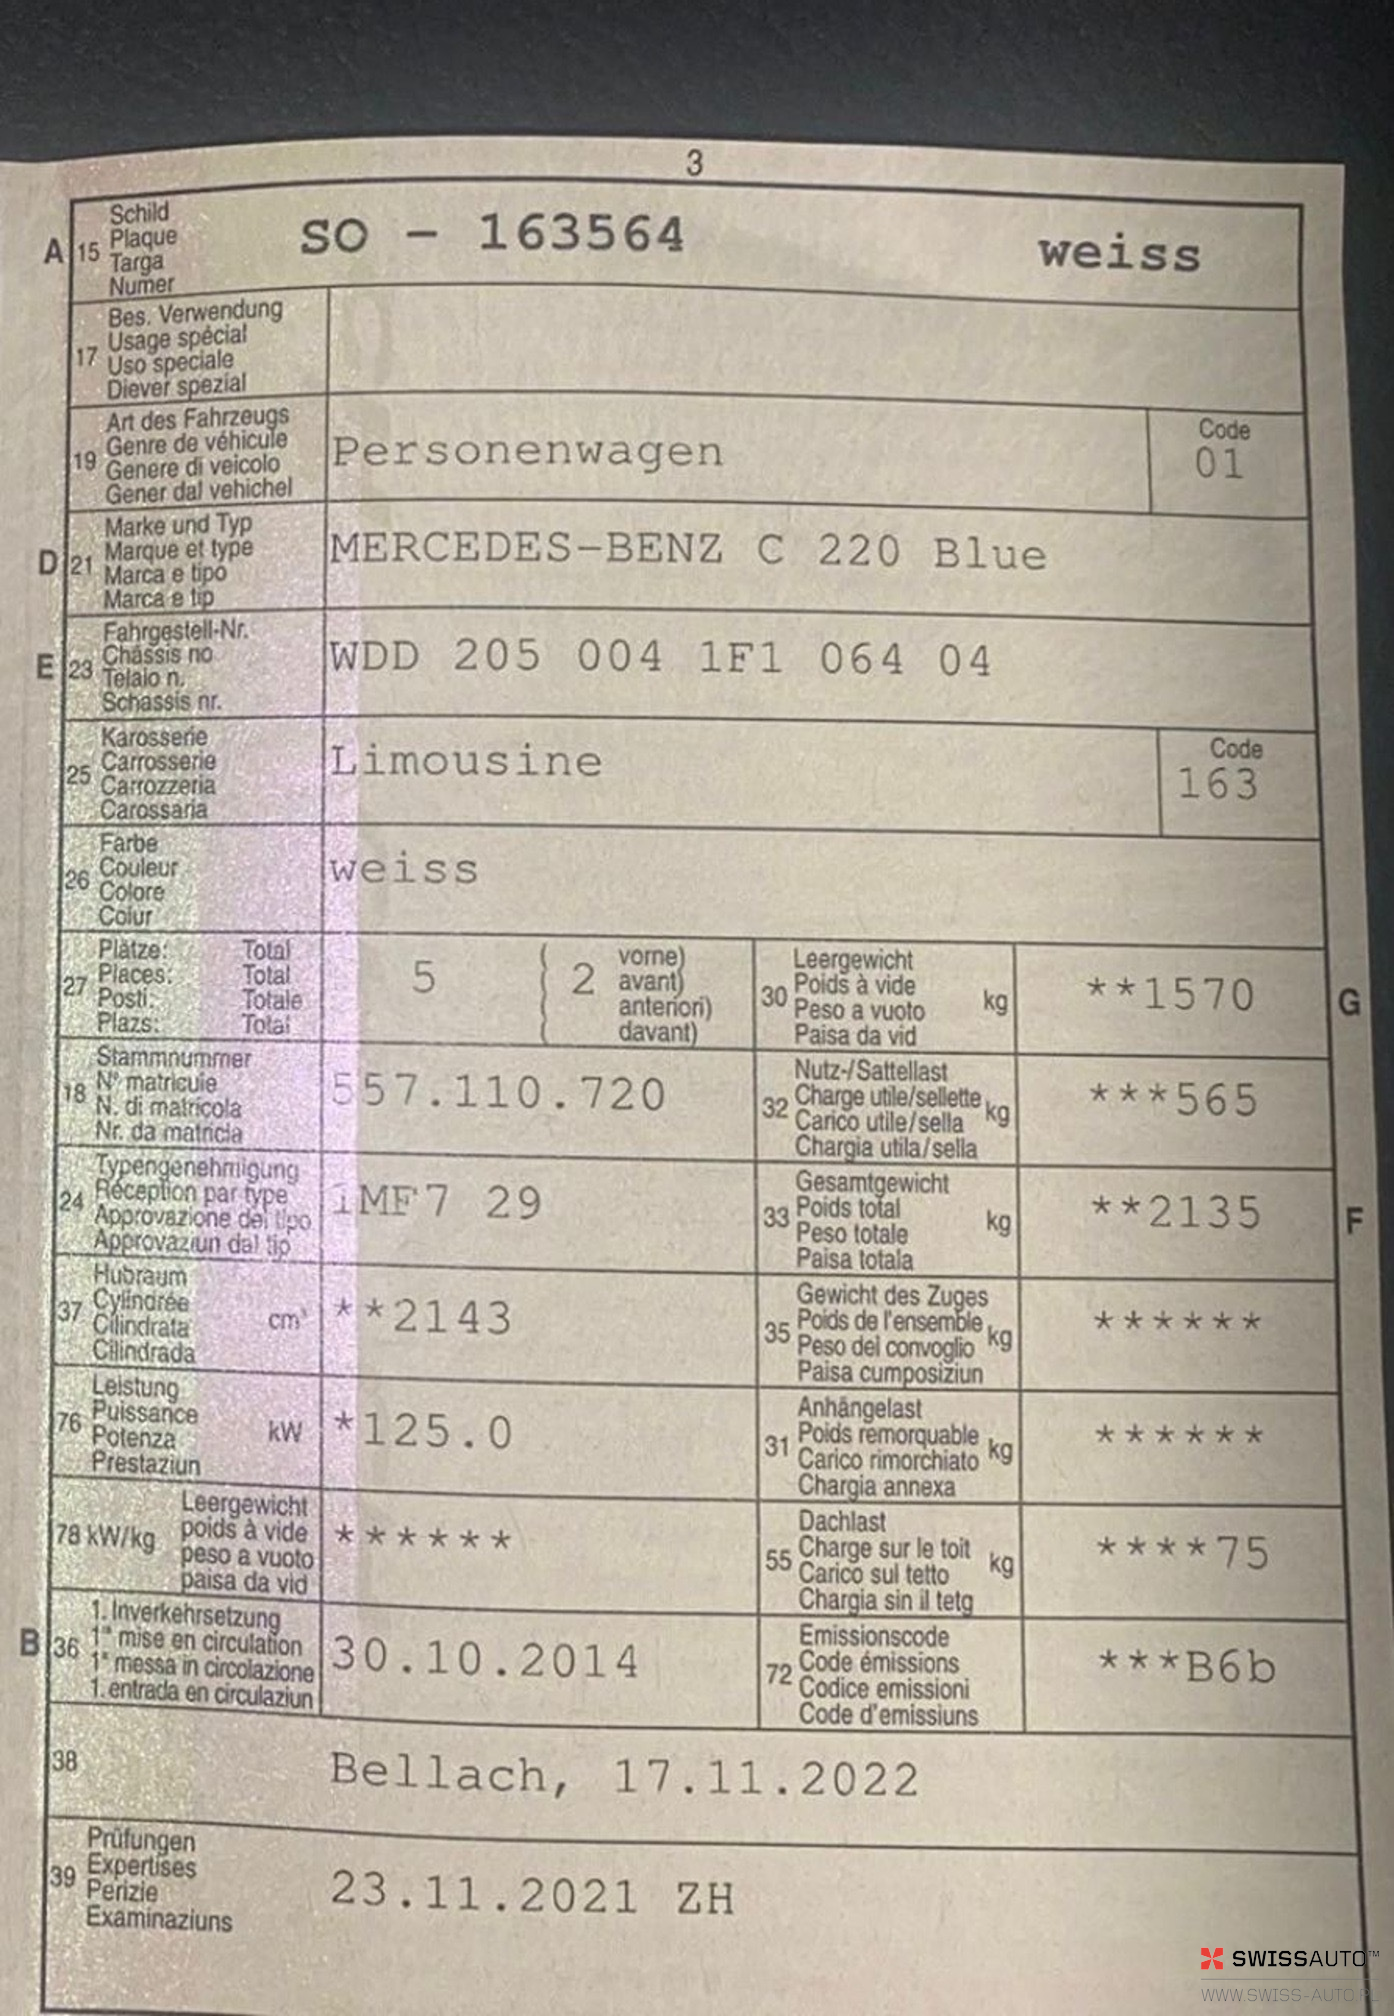 3
A 15 Schild
Plaque
Targa
Numer
SO - 163564 weiss
17 Bes. Verwendung
Usage spécial
Uso speciale
Diever spezial
19 Art des Fahrzeugs
Genre de véhicule
Genere di veicolo
Gener dal vehichel
Personenwagen
Code
01
D 21 Marke und Typ
Marque et type
Marca e tipo
Marca e tip
MERCEDES-BENZ C 220 Blue
E 23 Fahrgestell-Nr.
Châssis no
Telaio n.
Schassis nr.
WDD 205 004 1F1 064 04
25 Karosserie
Carrosserie
Carrozzeria
Carossaria
Limousine
Code
163
26 Farbe
Couleur
Colore
Colur
weiss
27 Plätze: Total
Places: Total
Posti: Totale
Plazs: Total
5 ( 2 vorne)
( avant)
( anteriori)
( davant)
30 Leergewicht
Poids à vide
Peso a vuoto
Paisa da vid
kg **1570 G
18 Stammnummer
N° matricule
N. di matricola
Nr. da matricla
557.110.720
32 Nutz-/Sattellast
Charge utile/sellette
Carico utile/sella
Chargia utila/sella
kg ***565
24 Typengenehmigung
Réception par type
Approvazione del tipo
Approvaziun dal tip
1MF7 29
33 Gesamtgewicht
Poids total
Peso totale
Paisa totala
kg **2135 F
37 Hubraum
Cylindrée
Cilindrata
Cilindrada
cm³ **2143
35 Gewicht des Zuges
Poids de l'ensemble
Peso del convoglio
Paisa cumposiziun
kg ******
76 Leistung
Puissance
Potenza
Prestaziun
kW *125.0
31 Anhängelast
Poids remorquable
Carico rimorchiato
Chargia annexa
kg ******
78 kW/kg Leergewicht
poids à vide
peso a vuoto
paisa da vid
******
55 Dachlast
Charge sur le toit
Carico sul tetto
Chargia sin il tetg
kg ****75
B 36 1. Inverkehrsetzung
1re mise en circulation
1a messa in circolazione
1. entrada en circulaziun
30.10.2014
72 Emissionscode
Code émissions
Codice emissioni
Code d'emissiuns
***B6b
38 Bellach, 17.11.2022
39 Prüfungen
Expertises
Perizie
Examinaziuns
23.11.2021 ZH
SWISSAUTO™
WWW.SWISS-AUTO.PL